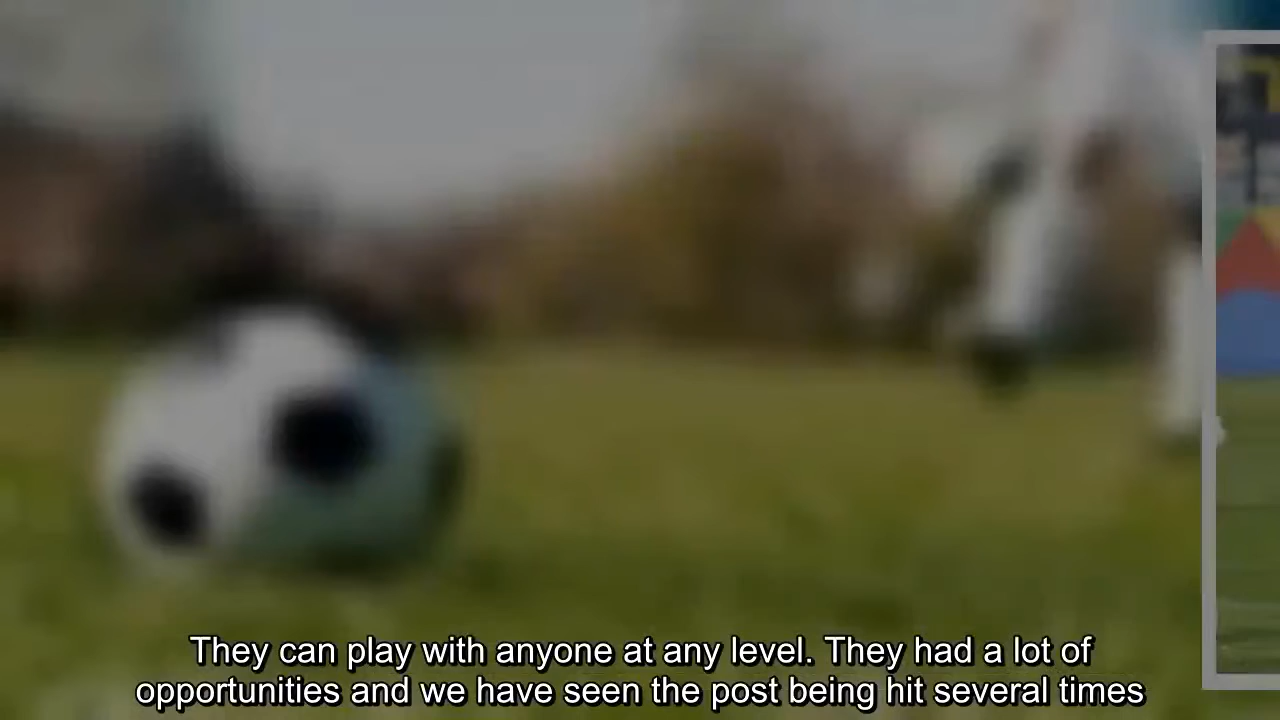 They can play with anyone at any level. They had a lot of
opportunities and we have seen the post being hit several times